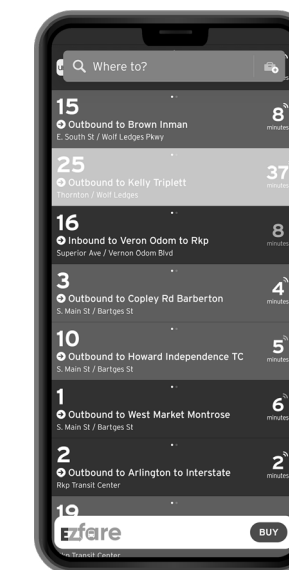 Where to?
15
8
Outbound to Brown Inman
minutes
E. South St / Wolf Ledges Pkwy
25
37
Outbound to Kelly Triplett
minutes
Thornton / Wolf Ledges
16
8
Inbound to Veron Odom to Rkp
minutes
Superior Ave / Vernon Odom Blvd
3
4
Outbound to Copley Rd Barberton
minutes
S. Main St / Bartges St
10
5
Outbound to Howard Independence TC
minutes
S. Main St / Bartges St
1
6
Outbound to West Market Montrose
minutes
S. Main St / Bartges St
2
2
Outbound to Arlington to Interstate
minutes
Rkp Transit Center
19
EZfare
BUY
Transit Center